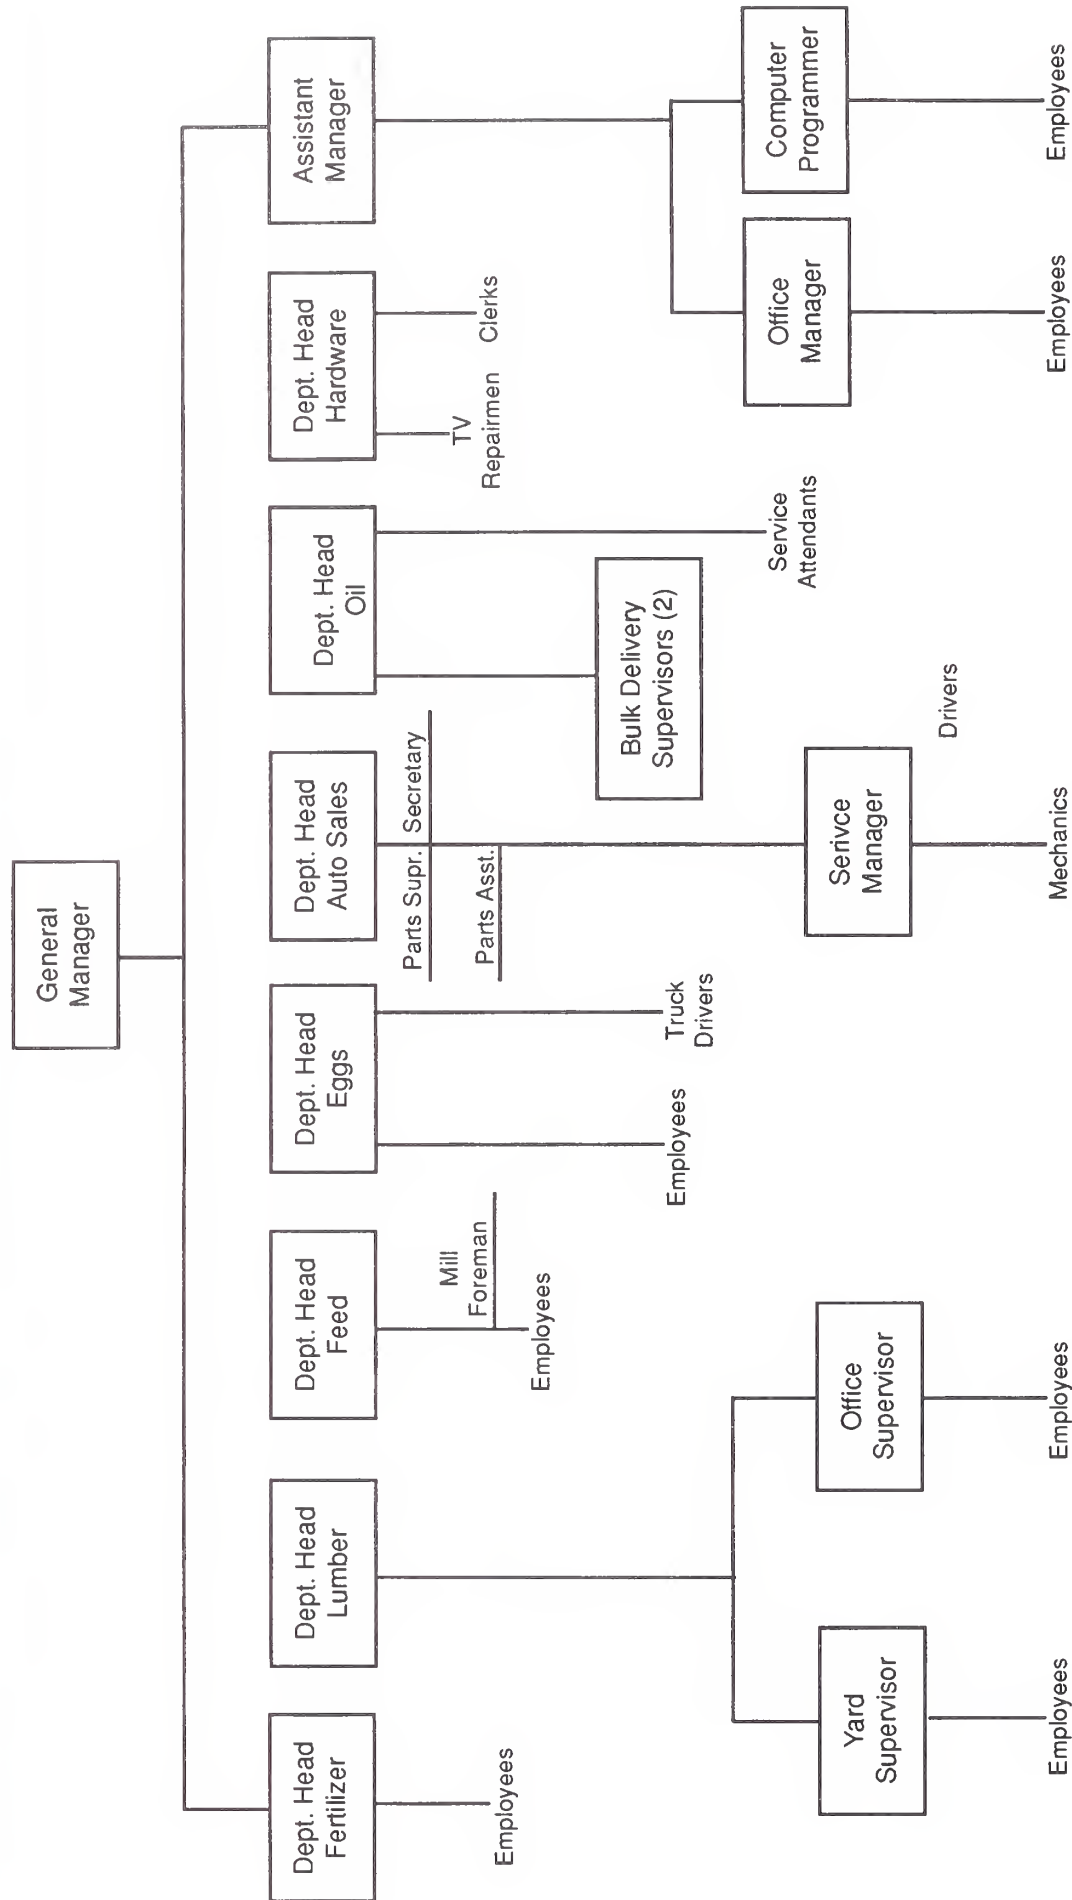 General
Manager
Dept. Head
Fertilizer
Dept. Head
Lumber
Dept. Head
Feed
Dept. Head
Eggs
Dept. Head
Auto Sales
Dept. Head
Oil
Dept. Head
Hardware
Assistant
Manager
Employees
Mill
Foreman
Employees
Employees
Truck
Drivers
Parts Supr.
Secretary
Parts Asst.
Bulk Delivery
Supervisors (2)
Service
Attendants
TV
Repairmen
Clerks
Yard
Supervisor
Office
Supervisor
Serivce
Manager
Drivers
Office
Manager
Computer
Programmer
Employees
Employees
Mechanics
Employees
Employees